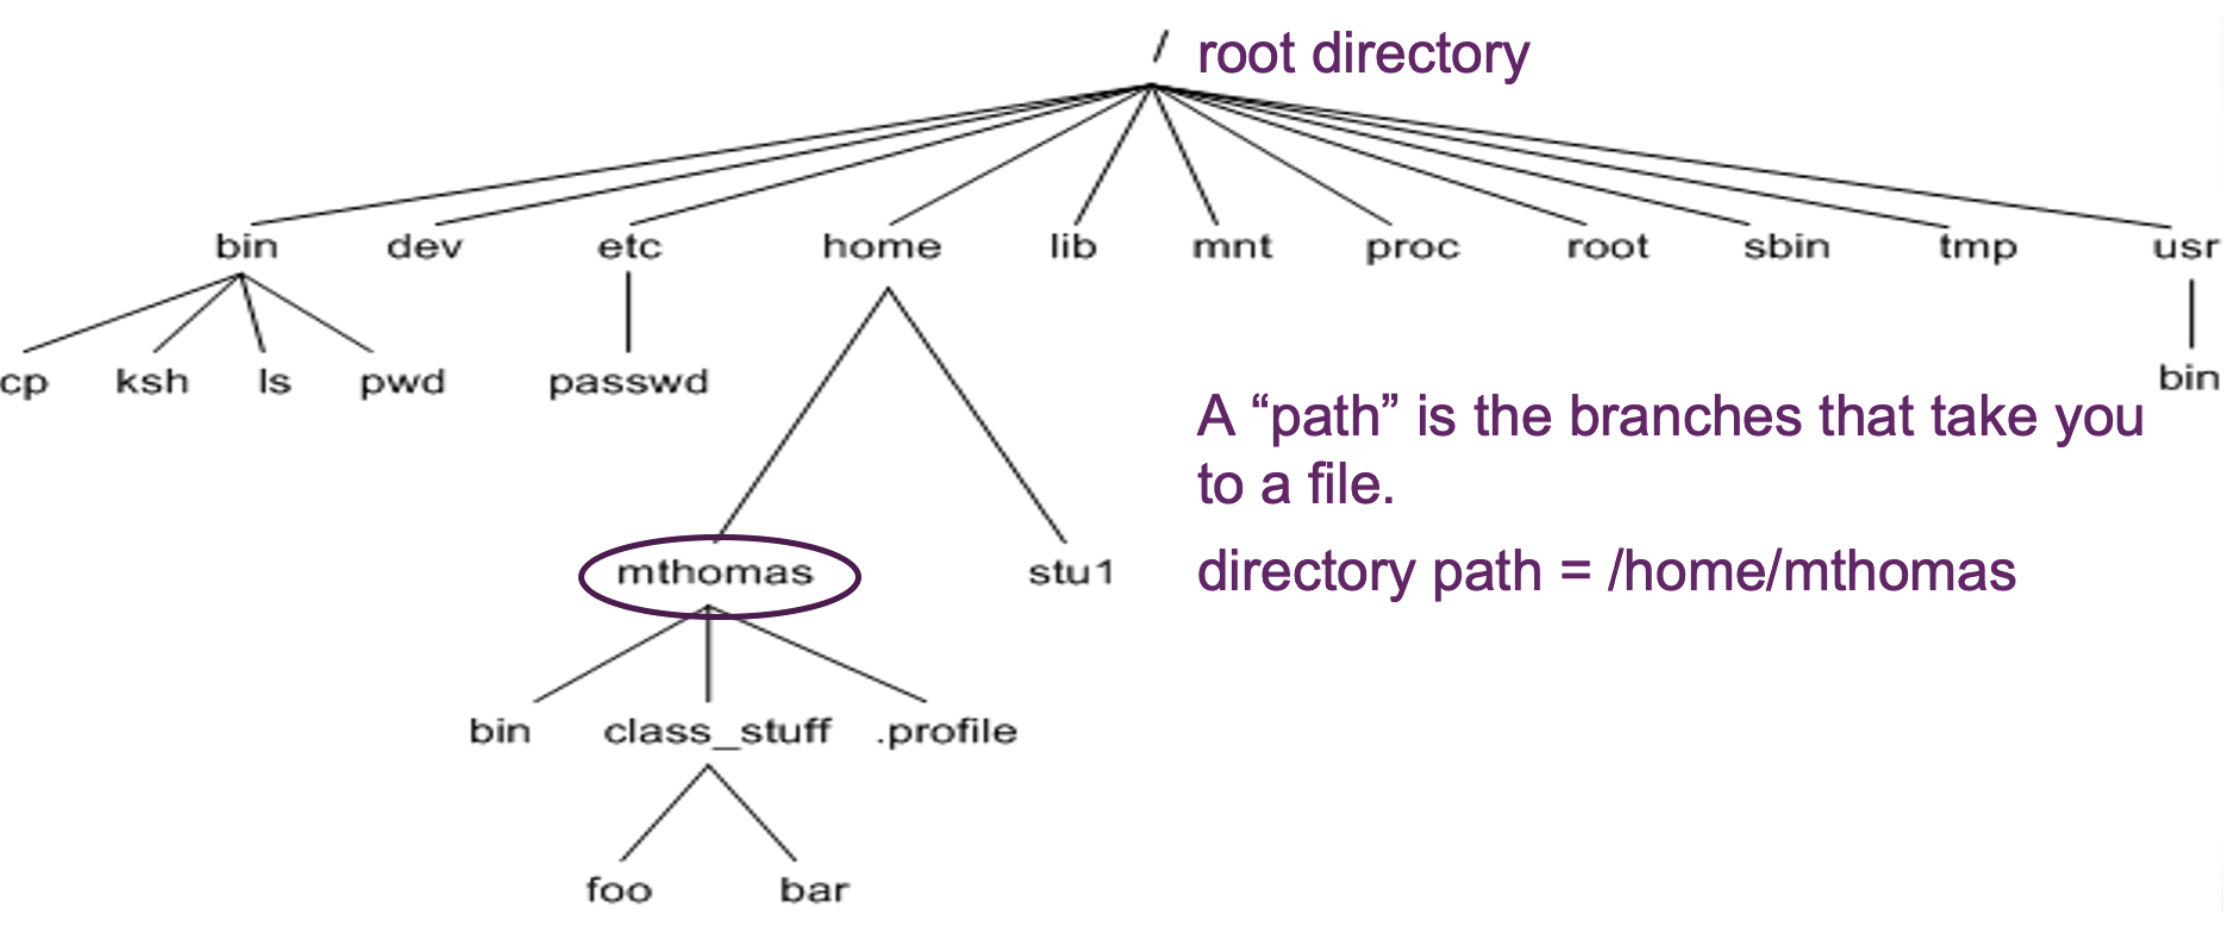 / root directory
bin dev etc home lib mnt proc root sbin tmp usr
cp ksh ls pwd passwd bin
A “path” is the branches that take you
to a file.
mthomas stu1 directory path = /home/mthomas
bin class_stuff .profile
foo bar